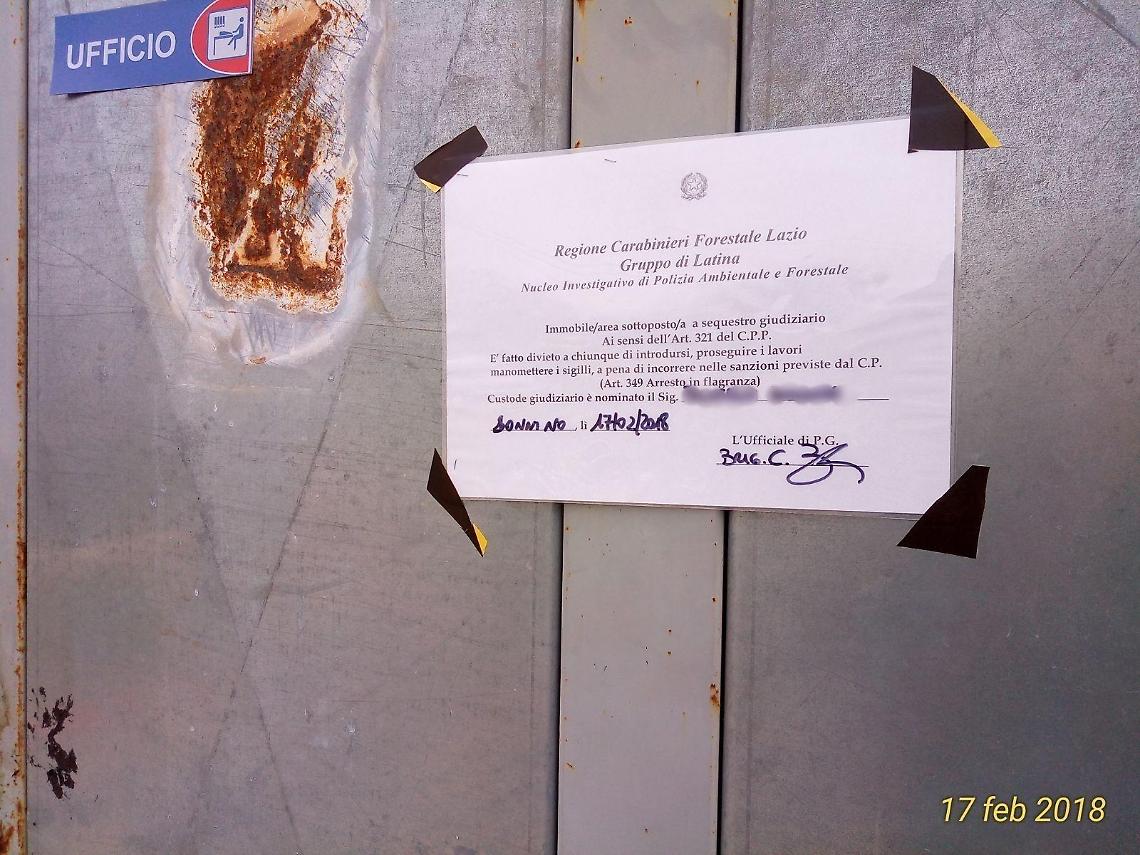 UFFICIO
Regione Carabinieri Forestale Lazio
Gruppo di Latina
Nucleo Investigativo di Polizia Ambientale e Forestale
Immobile/area sottoposto/a a sequestro giudiziario
Ai sensi dell'Art. 321 del C.P.P.
E' fatto divieto a chiunque di introdursi, proseguire i lavori
manomettere i sigilli, a pena di incorrere nelle sanzioni previste dal C.P.
(Art. 349 Arresto in flagranza)
Custode giudiziario è nominato il Sig.
SONNINO, lì 17/02/2018
L'Ufficiale di P.G.
BRIG. C.
17 feb 2018